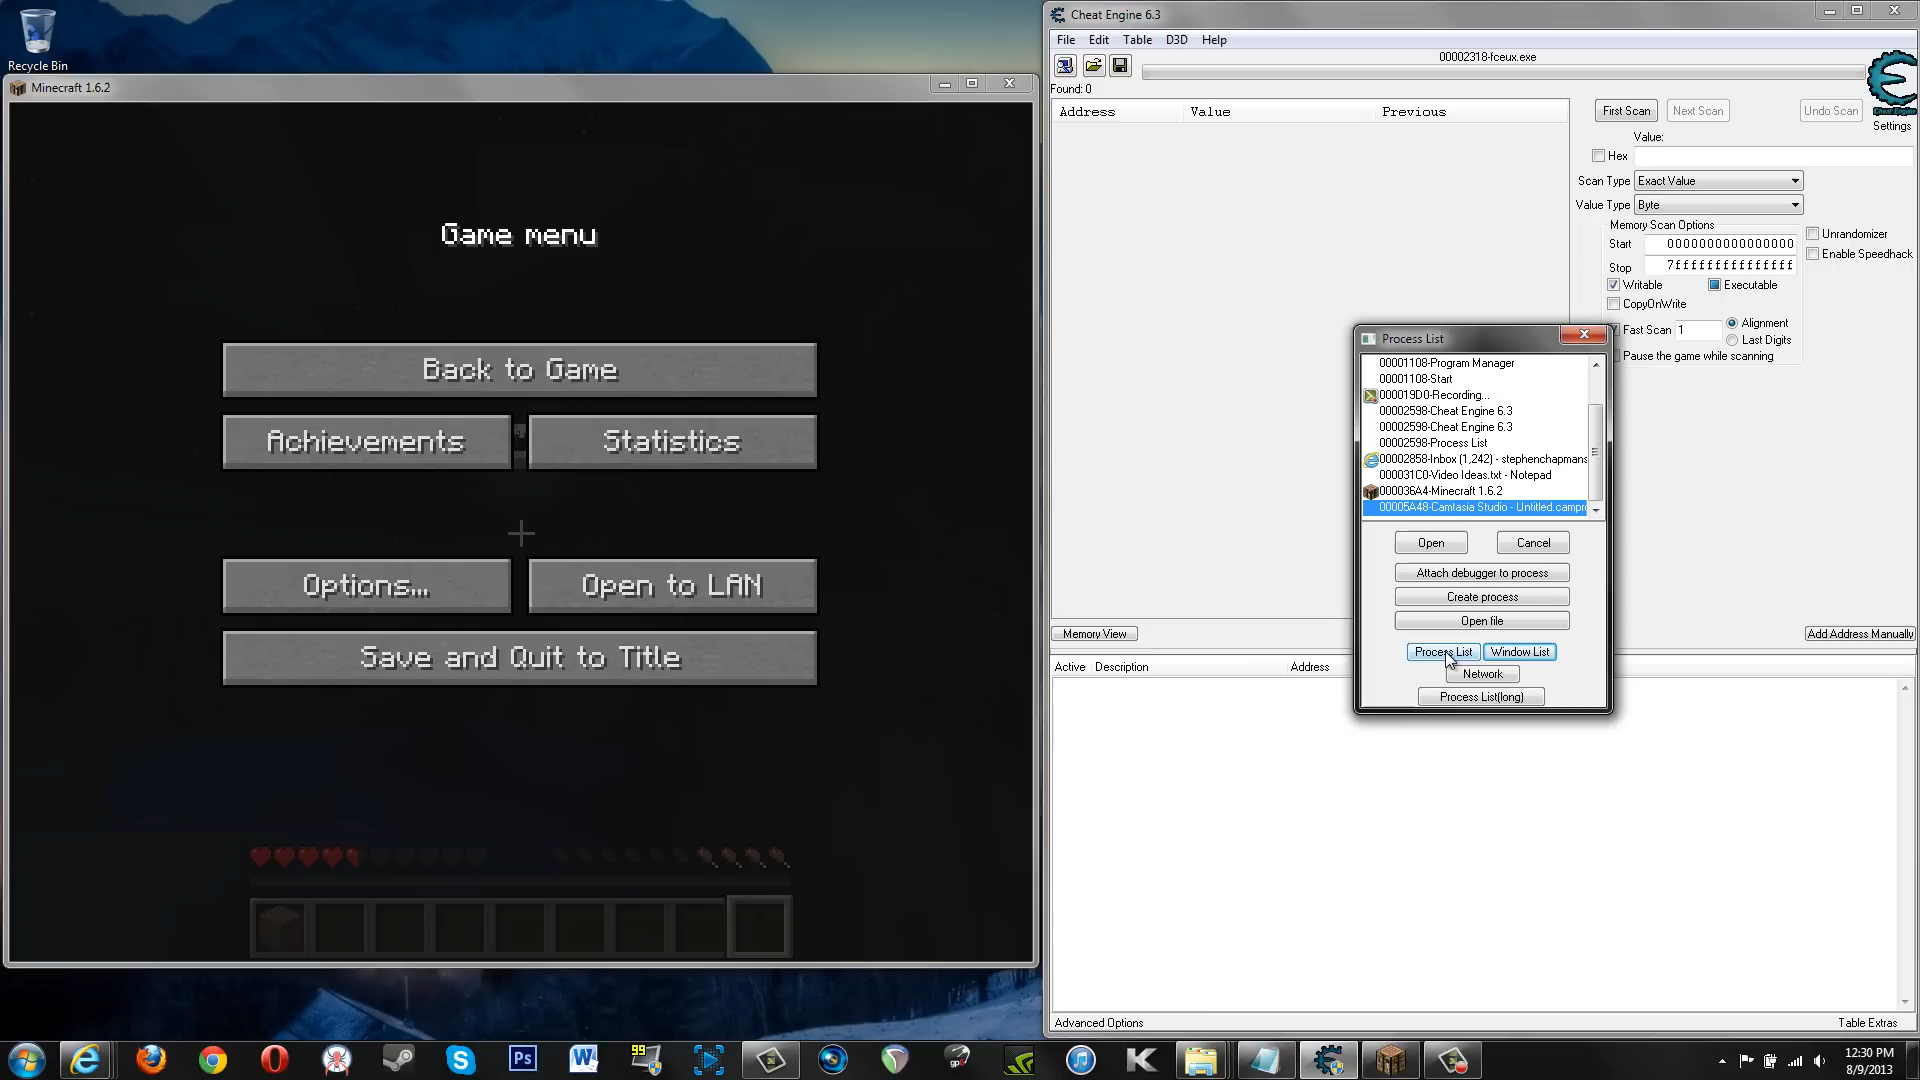 Recycle Bin
Minecraft 1.6.2
Game menu
Back to Game
Achievements
Statistics
Options...
Open to LAN
Save and Quit to Title
Cheat Engine 6.3
File Edit Table D3D Help
00002318-fceux.exe
Found: 0
Address Value Previous
First Scan Next Scan Undo Scan
Settings
Value:
Hex
Scan Type Exact Value
Value Type Byte
Memory Scan Options
Start 0000000000000000
Stop 7fffffffffffffff
Unrandomizer
Enable Speedhack
Writable Executable
CopyOnWrite
Fast Scan 1 Alignment
Last Digits
Pause the game while scanning
Process List
00001108-Program Manager
00001108-Start
000019D0-Recording...
00002598-Cheat Engine 6.3
00002598-Cheat Engine 6.3
00002598-Process List
00002858-Inbox (1,242) - stephenchapmans
000031C0-Video Ideas.txt - Notepad
000036A4-Minecraft 1.6.2
00005A48-Camtasia Studio - Untitled.campro
Open Cancel
Attach debugger to process
Create process
Open file
Process List Window List
Network
Process List(long)
Memory View
Add Address Manually
Active Description Address
Advanced Options
Table Extras
Ps
W
99
12:30 PM
8/9/2013